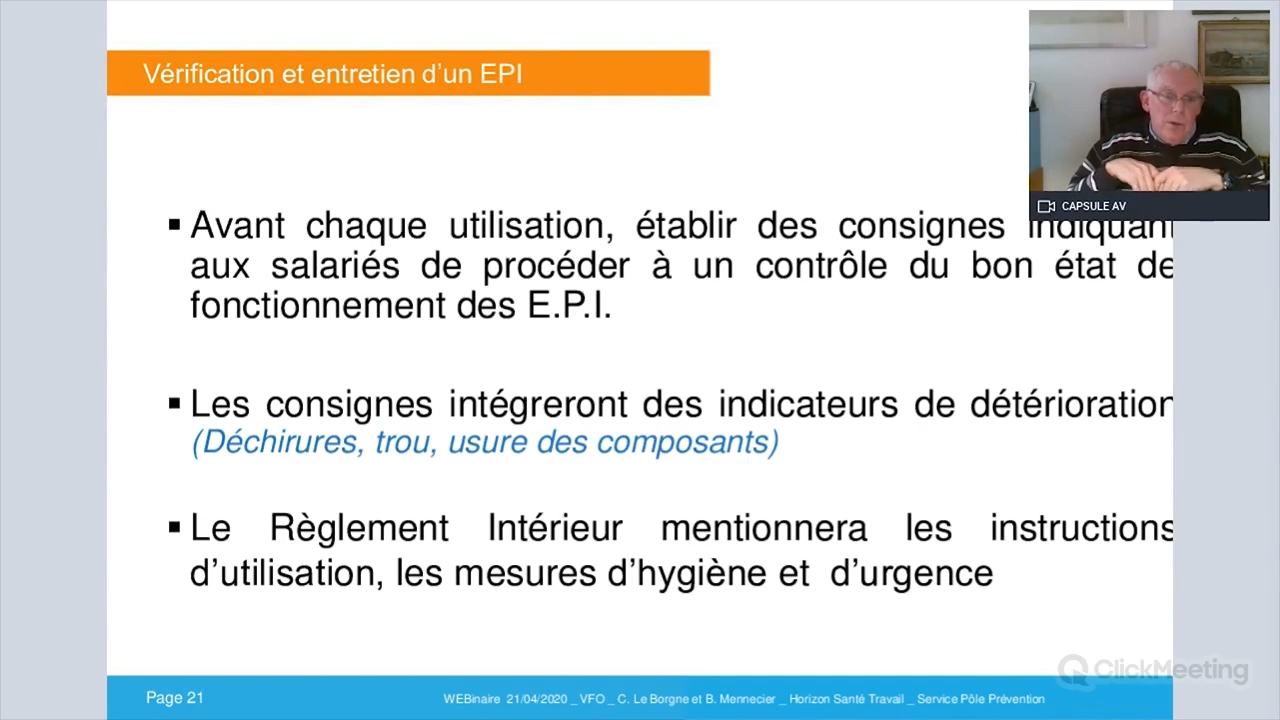 Vérification et entretien d'un EPI
CAPSULE AV
▪ Avant chaque utilisation, établir des consignes indiquant
aux salariés de procéder à un contrôle du bon état de
fonctionnement des E.P.I.
▪ Les consignes intégreront des indicateurs de détérioration
(Déchirures, trou, usure des composants)
▪ Le Règlement Intérieur mentionnera les instructions
d'utilisation, les mesures d'hygiène et d'urgence
ClickMeeting
Page 21
WEBinaire 21/04/2020 _ VFO _ C. Le Borgne et B. Mennecier _ Horizon Santé Travail _ Service Pôle Prévention